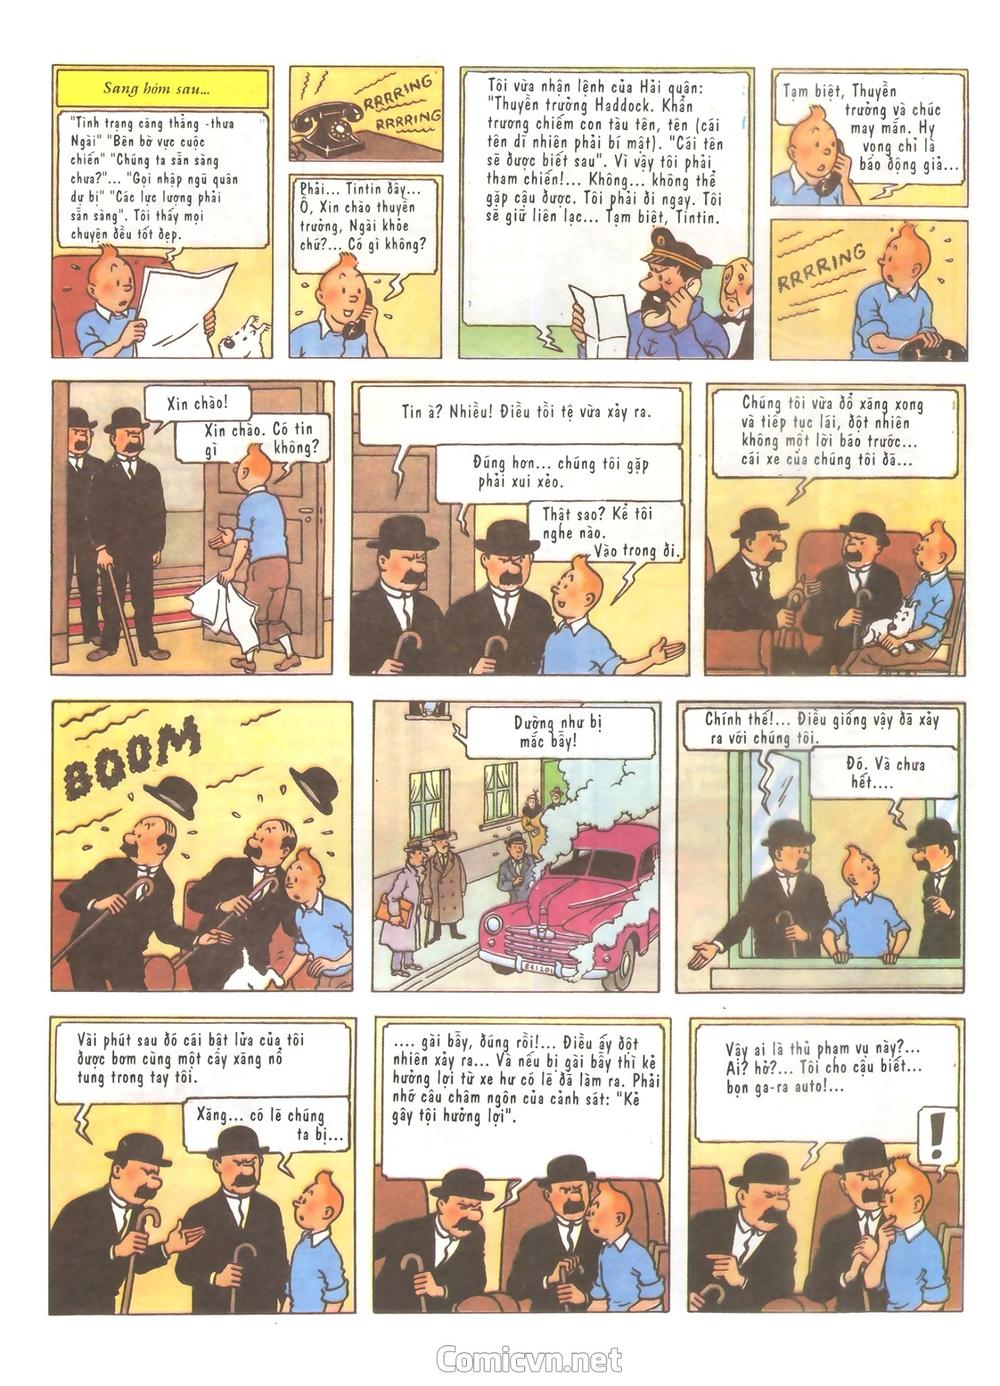 Sang hôm sau...
"Tình trạng căng thẳng -thưa
Ngài" "Bên bờ vực cuộc
chiến" "Chúng ta sẵn sàng
chưa?"... "Gọi nhập ngũ quân
dự bị" "Các lực lượng phải
sẵn sàng". Tôi thấy mọi
chuyện đều tốt đẹp.
RRRRING
RRRRING
Phải... Tintin đây...
Ồ, Xin chào thuyền
trưởng, Ngài khỏe
chứ?... Có gì không?
Tôi vừa nhận lệnh của Hải quân:
"Thuyền trưởng Haddock. Khẩn
trương chiếm con tàu tên, tên (cái
tên dĩ nhiên phải bí mật). "Cái tên
sẽ được biết sau". Vì vậy tôi phải
tham chiến!... Không... không thể
gặp cậu được. Tôi phải đi ngay. Tôi
sẽ giữ liên lạc... Tạm biệt, Tintin.
Tạm biệt, Thuyền
trưởng và chúc
may mắn. Hy
vọng chỉ là
báo động giả...
RRRRING
Xin chào!
Xin chào. Có tin
gì không?
Tin à? Nhiều! Điều tồi tệ vừa xảy ra.
Đúng hơn... chúng tôi gặp
phải xui xẻo.
Thật sao? Kể tôi
nghe nào.
Vào trong đi.
Chúng tôi vừa đổ xăng xong
và tiếp tục lái, đột nhiên
không một lời báo trước...
cái xe của chúng tôi đã...
BOOM
Dường như bị
mắc bẫy!
641201
Chính thế!... Điều giống vậy đã xảy
ra với chúng tôi.
Đó. Và chưa
hết....
Vài phút sau đó cái bật lửa của tôi
được bơm cùng một cây xăng nổ
tung trong tay tôi.
Xăng... có lẽ chúng
ta bị...
.... gài bẫy, đúng rồi!... Điều ấy đột
nhiên xảy ra... Và nếu bị gài bẫy thì kẻ
hưởng lợi từ xe hư có lẽ đã làm ra. Phải
nhớ câu châm ngôn của cảnh sát: "Kẻ
gây tội hưởng lợi".
Vậy ai là thủ phạm vụ này?...
Ai? hở?... Tôi cho cậu biết...
bọn ga-ra auto!...
!
Comicvn.net